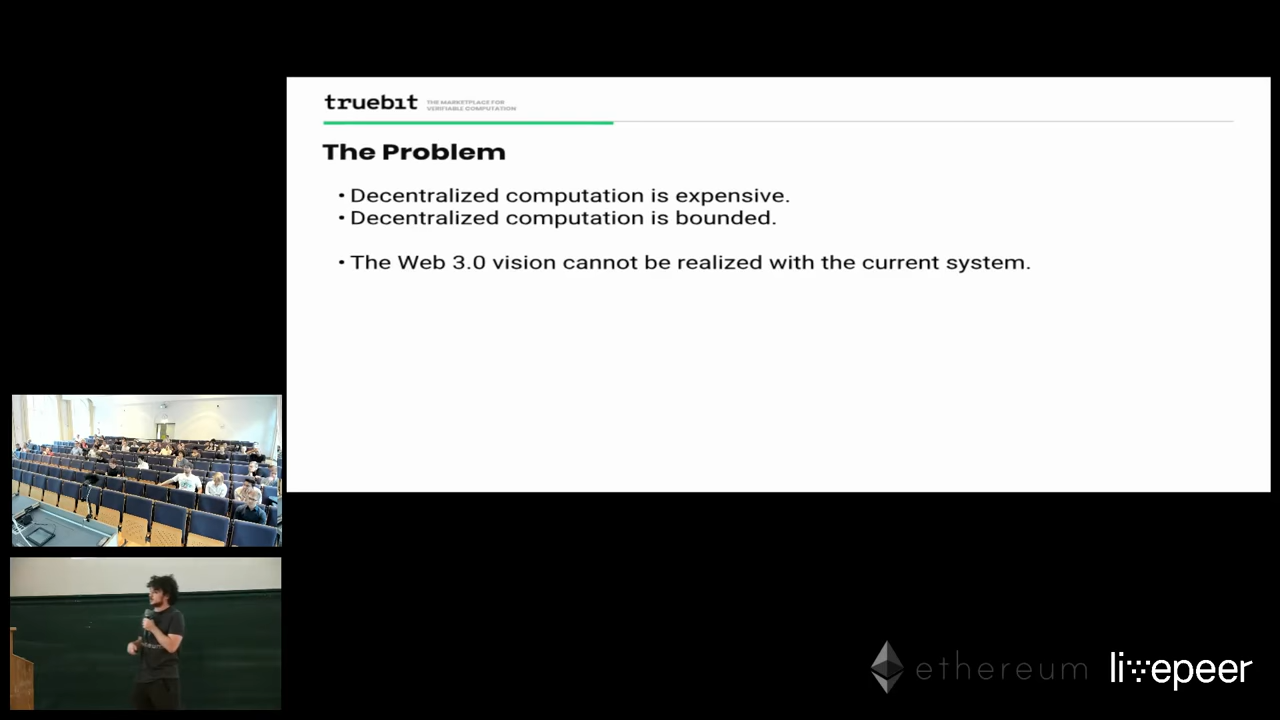 truebit
THE MARKETPLACE FOR
VERIFIABLE COMPUTATION
The Problem
• Decentralized computation is expensive.
• Decentralized computation is bounded.
• The Web 3.0 vision cannot be realized with the current system.
ethereum
livepeer